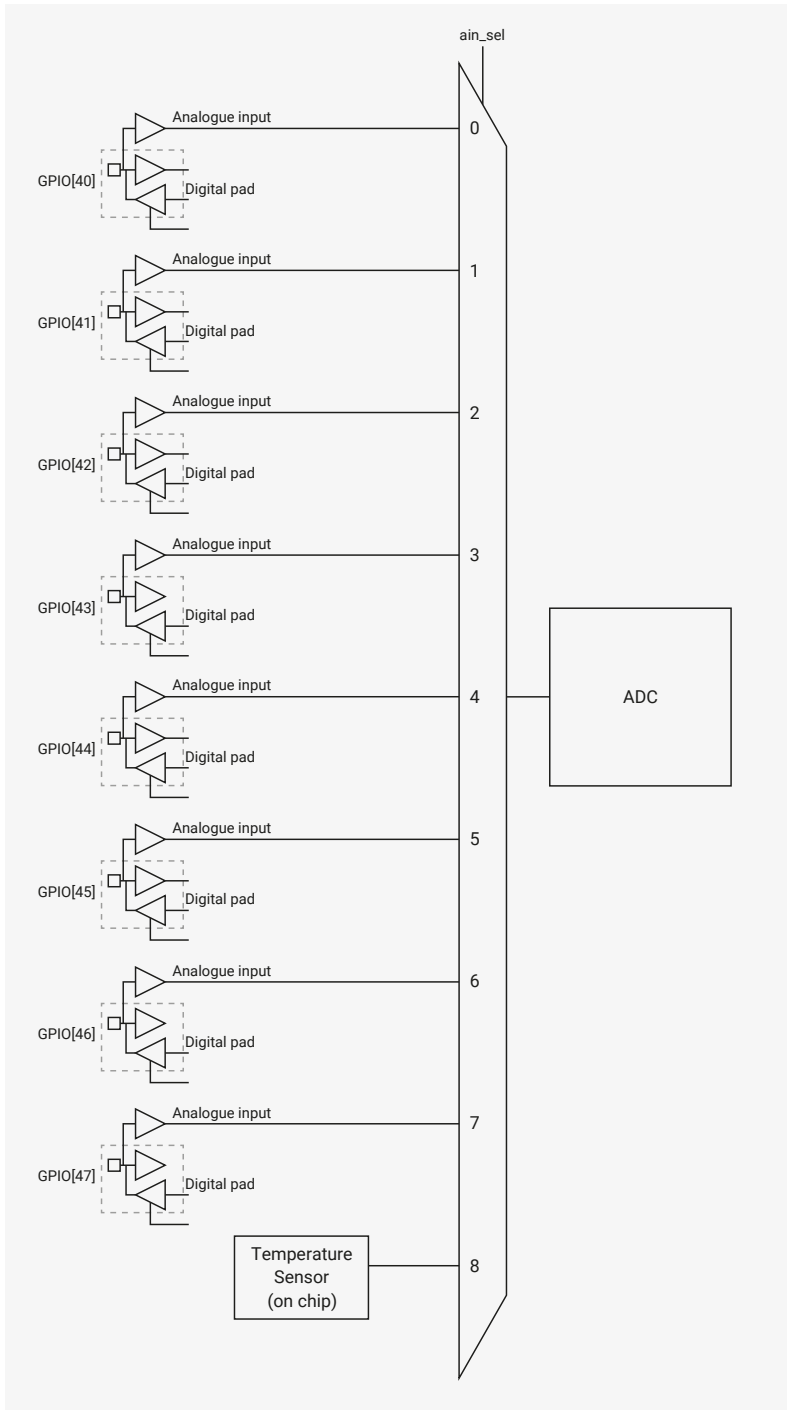 ain_sel
Analogue input
0
GPIO[40]
Digital pad
Analogue input
1
GPIO[41]
Digital pad
Analogue input
2
GPIO[42]
Digital pad
Analogue input
3
GPIO[43]
Digital pad
Analogue input
4
ADC
GPIO[44]
Digital pad
Analogue input
5
GPIO[45]
Digital pad
Analogue input
6
GPIO[46]
Digital pad
Analogue input
7
GPIO[47]
Digital pad
Temperature
Sensor
(on chip)
8